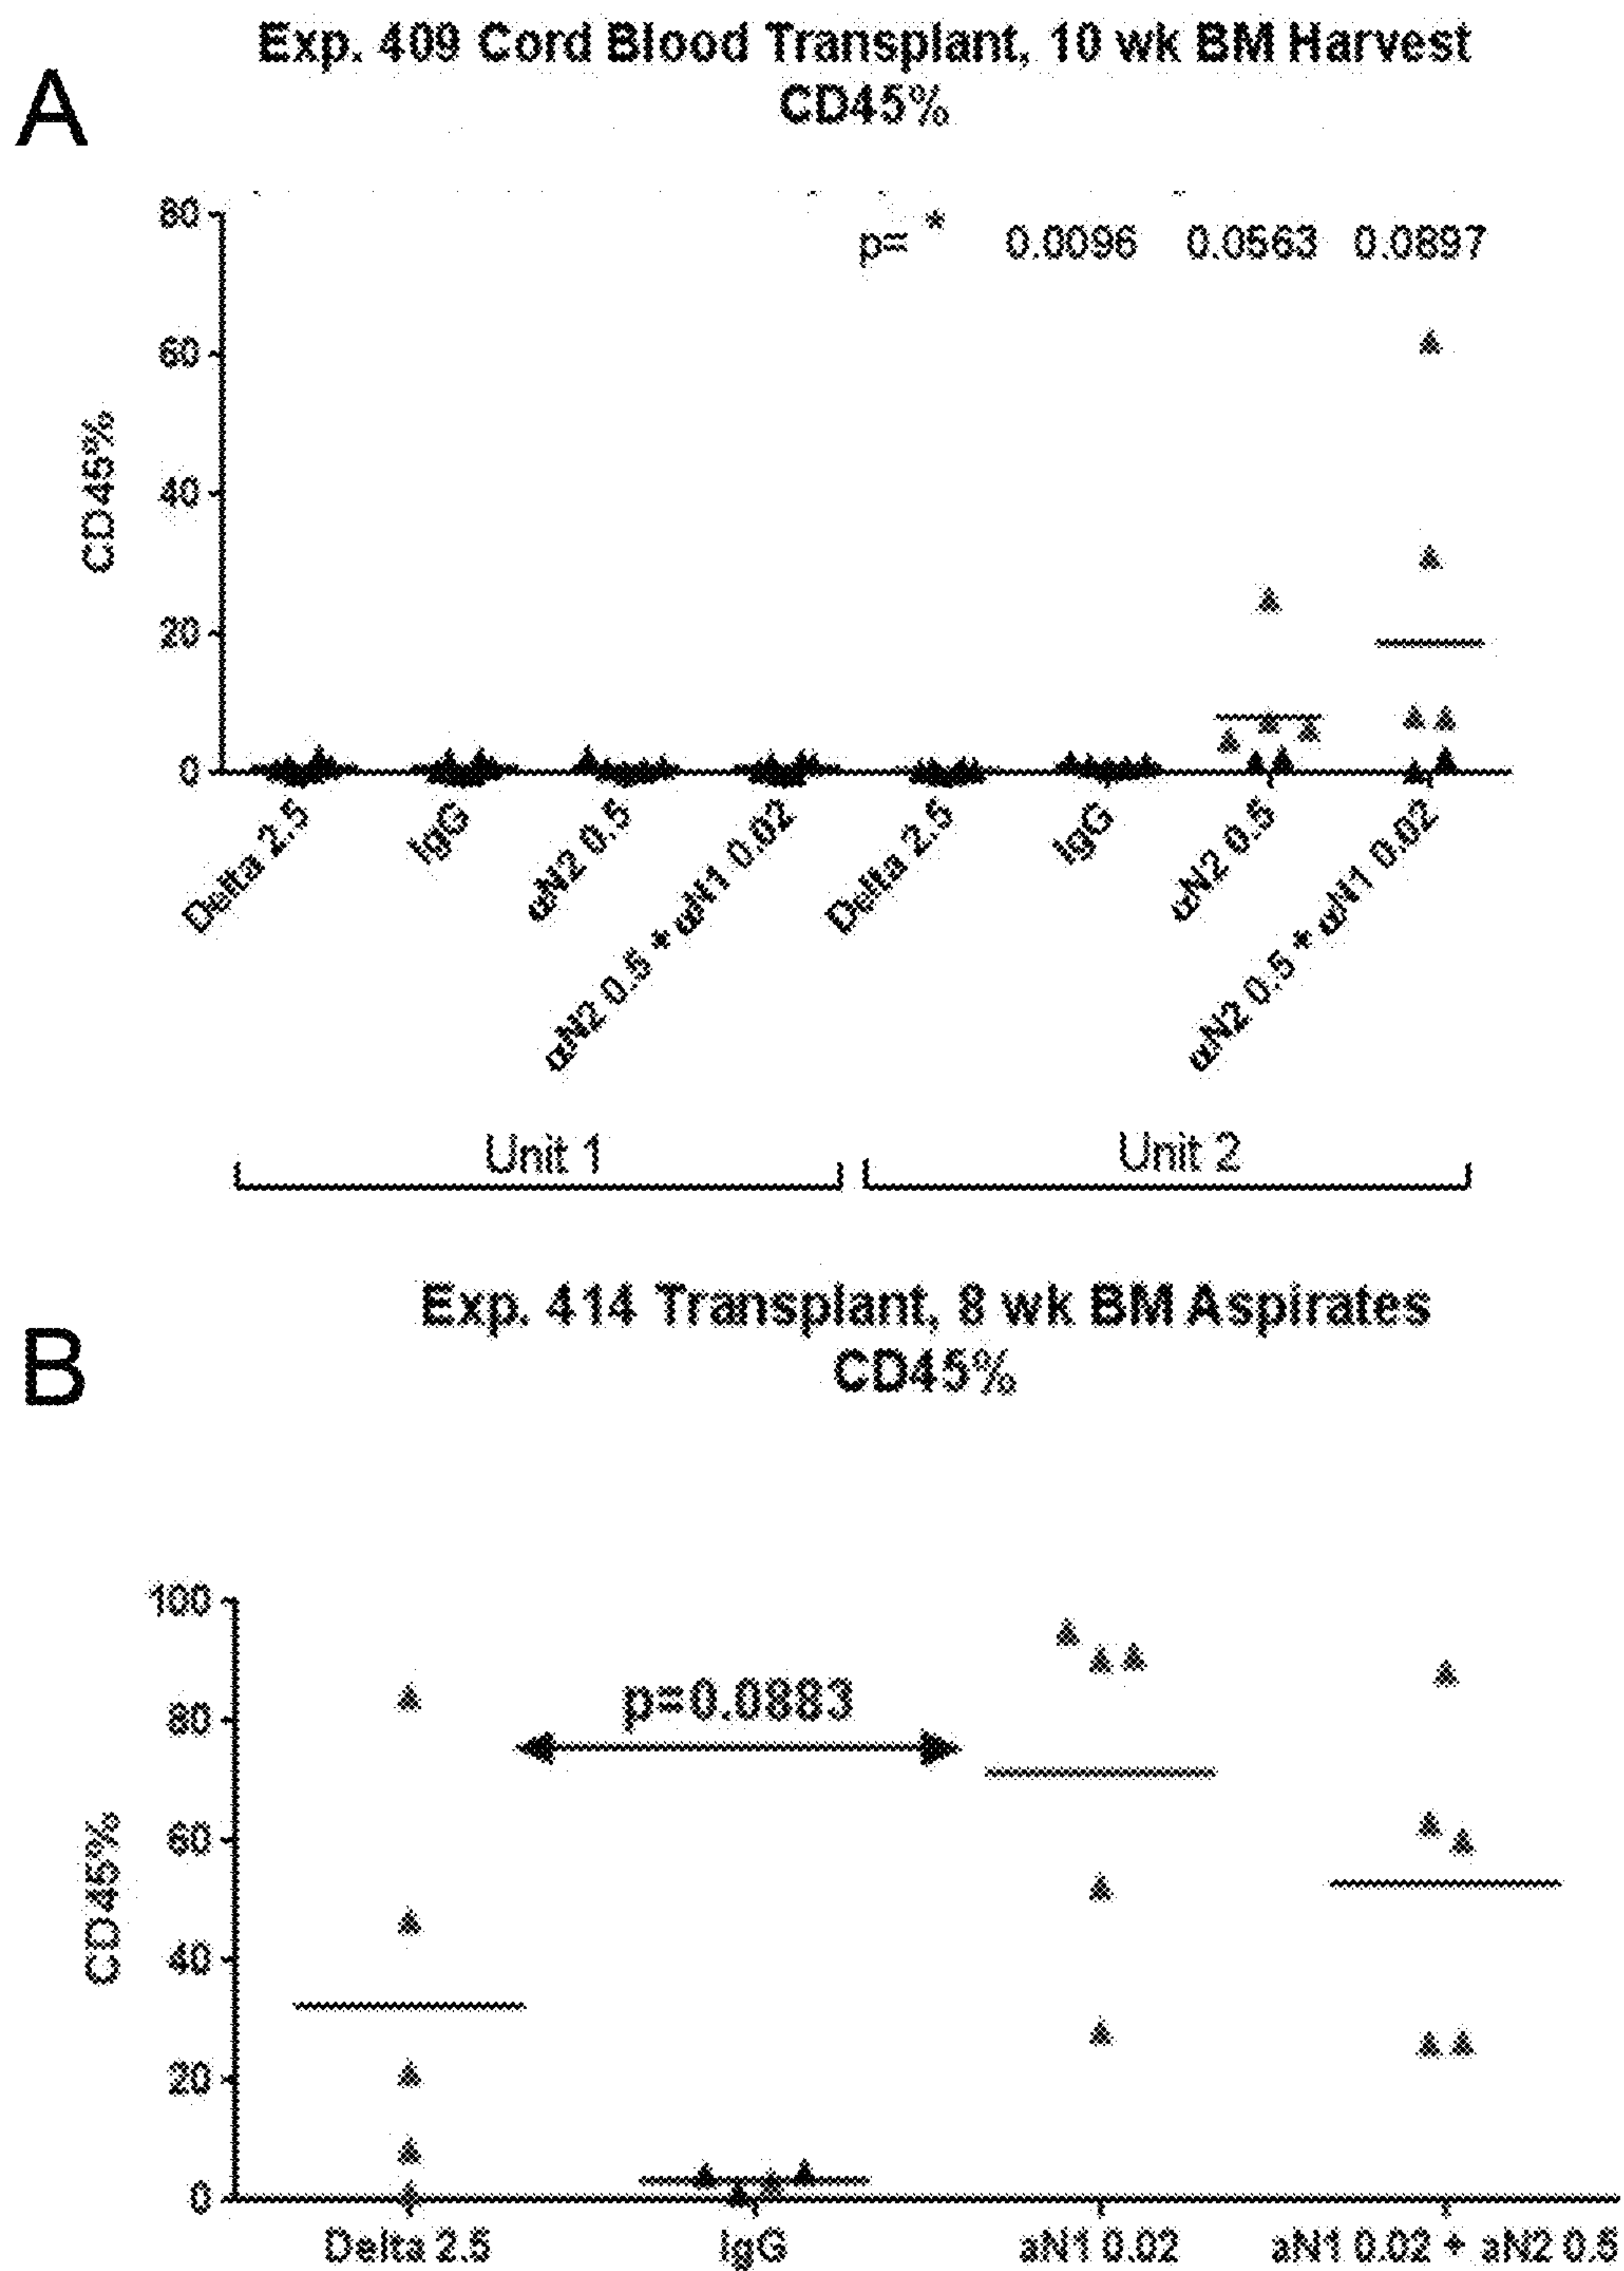 A
Exp. 409 Cord Blood Transplant, 10 wk BM Harvest
CD45%
80
60
40
20
0
CD45%
p= * 0.0096 0.0563 0.0897
Delta 2.5
IgG
αN2 0.5
αN2 0.5 + αN1 0.02
Delta 2.5
IgG
αN2 0.5
αN2 0.5 + αN1 0.02
Unit 1
Unit 2
B
Exp. 414 Transplant, 8 wk BM Aspirates
CD45%
100
80
60
40
20
0
CD45%
p=0.0883
Delta 2.5
IgG
aN1 0.02
aN1 0.02 + aN2 0.5